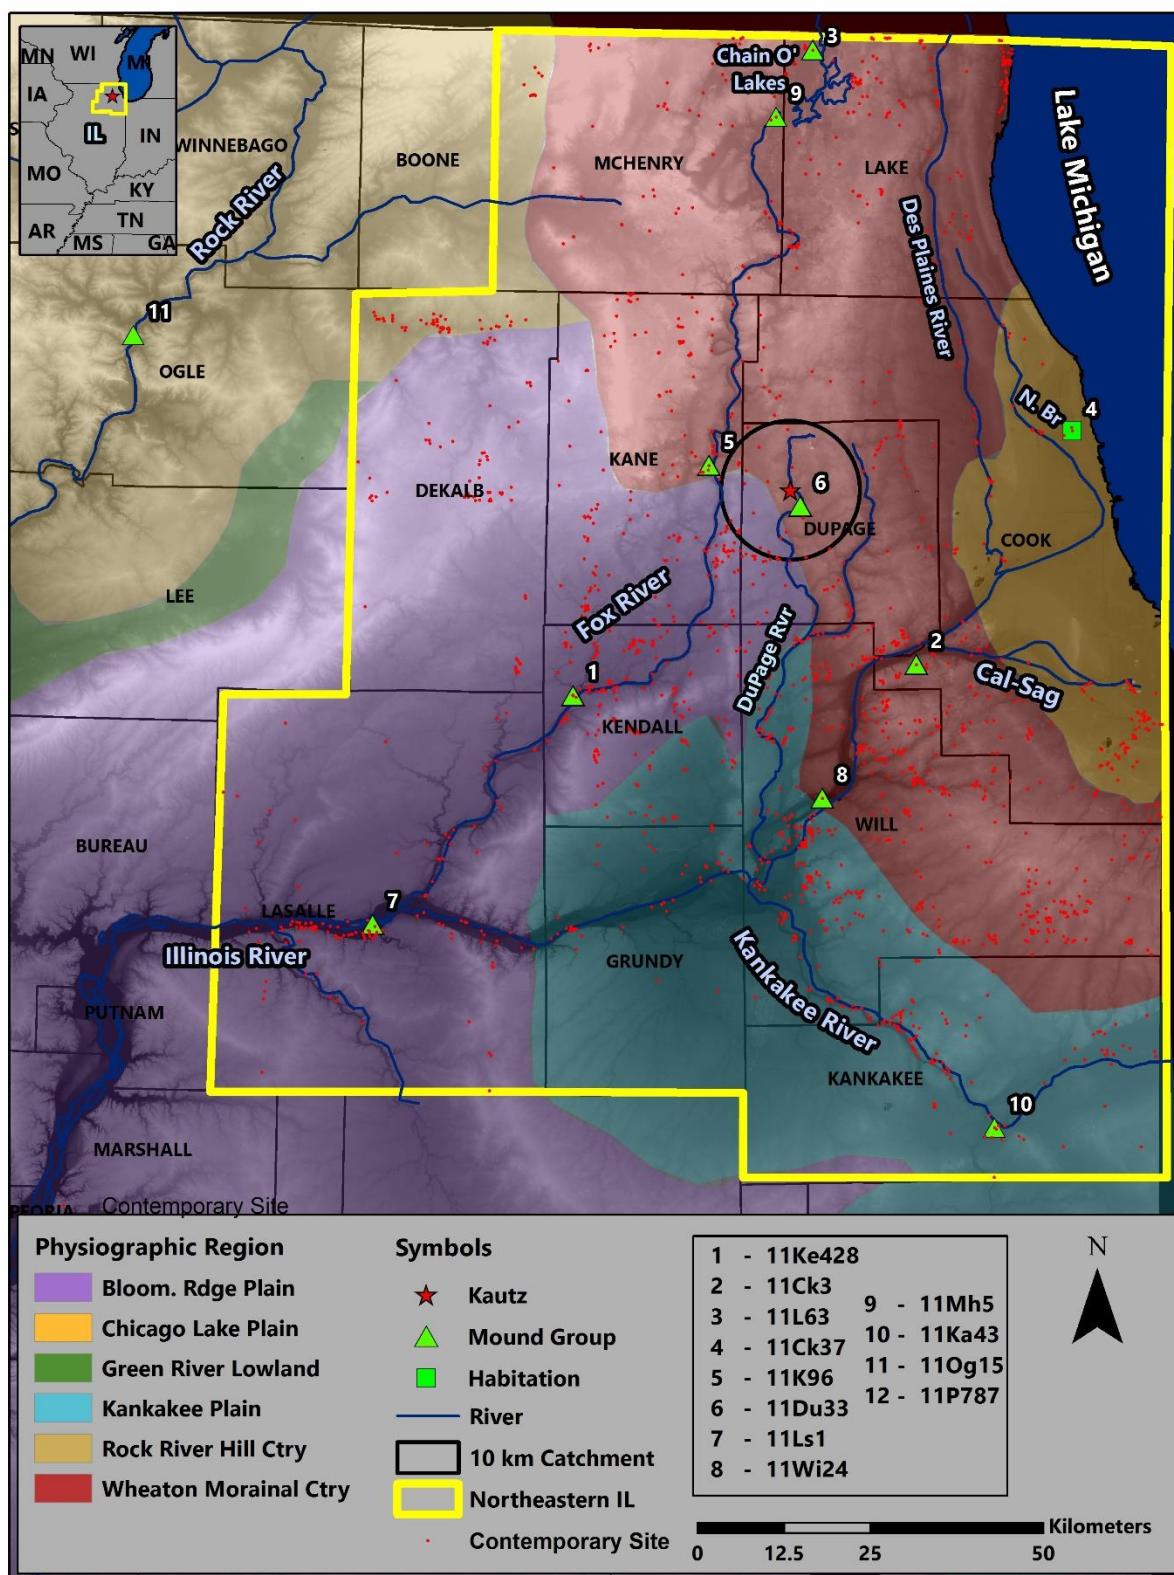 MN
WI
MI
IA
IL
IN
MO
KY
AR
TN
MS
GA
WINNEBAGO
BOONE
MCHENRY
LAKE
Chain O'
Lakes
3
9
Lake Michigan
Rock River
Des Plaines River
11
OGLE
N. Br
4
5
KANE
6
DEKALB
DUPAGE
COOK
LEE
Fox River
DuPage Rvr
2
Cal-Sag
1
KENDALL
8
WILL
BUREAU
7
LASALLE
Illinois River
GRUNDY
Kankakee River
PUTNAM
KANKAKEE
10
MARSHALL
PEORIA
Contemporary Site
Physiographic Region
Bloom. Rdge Plain
Chicago Lake Plain
Green River Lowland
Kankakee Plain
Rock River Hill Ctry
Wheaton Morainal Ctry
Symbols
Kautz
Mound Group
Habitation
River
10 km Catchment
Northeastern IL
Contemporary Site
1 - 11Ke428
2 - 11Ck3
3 - 11L63
4 - 11Ck37
5 - 11K96
6 - 11Du33
7 - 11Ls1
8 - 11Wi24
9 - 11Mh5
10 - 11Ka43
11 - 11Og15
12 - 11P787
N
Kilometers
0 12.5 25 50